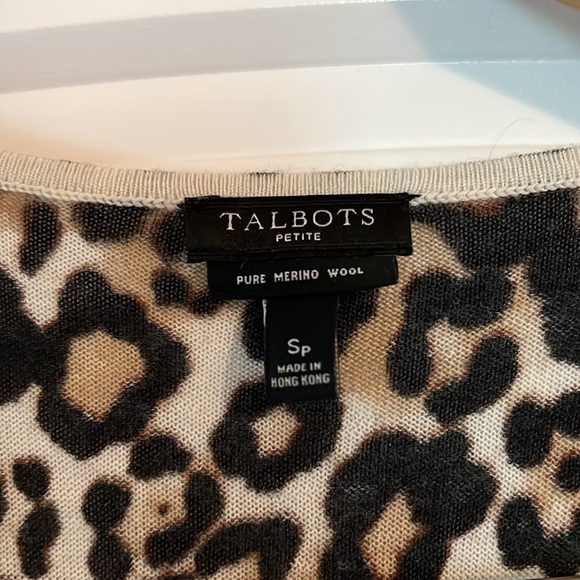 TALBOTS
PETITE
PURE MERINO WOOL
SP
MADE IN
HONG KONG